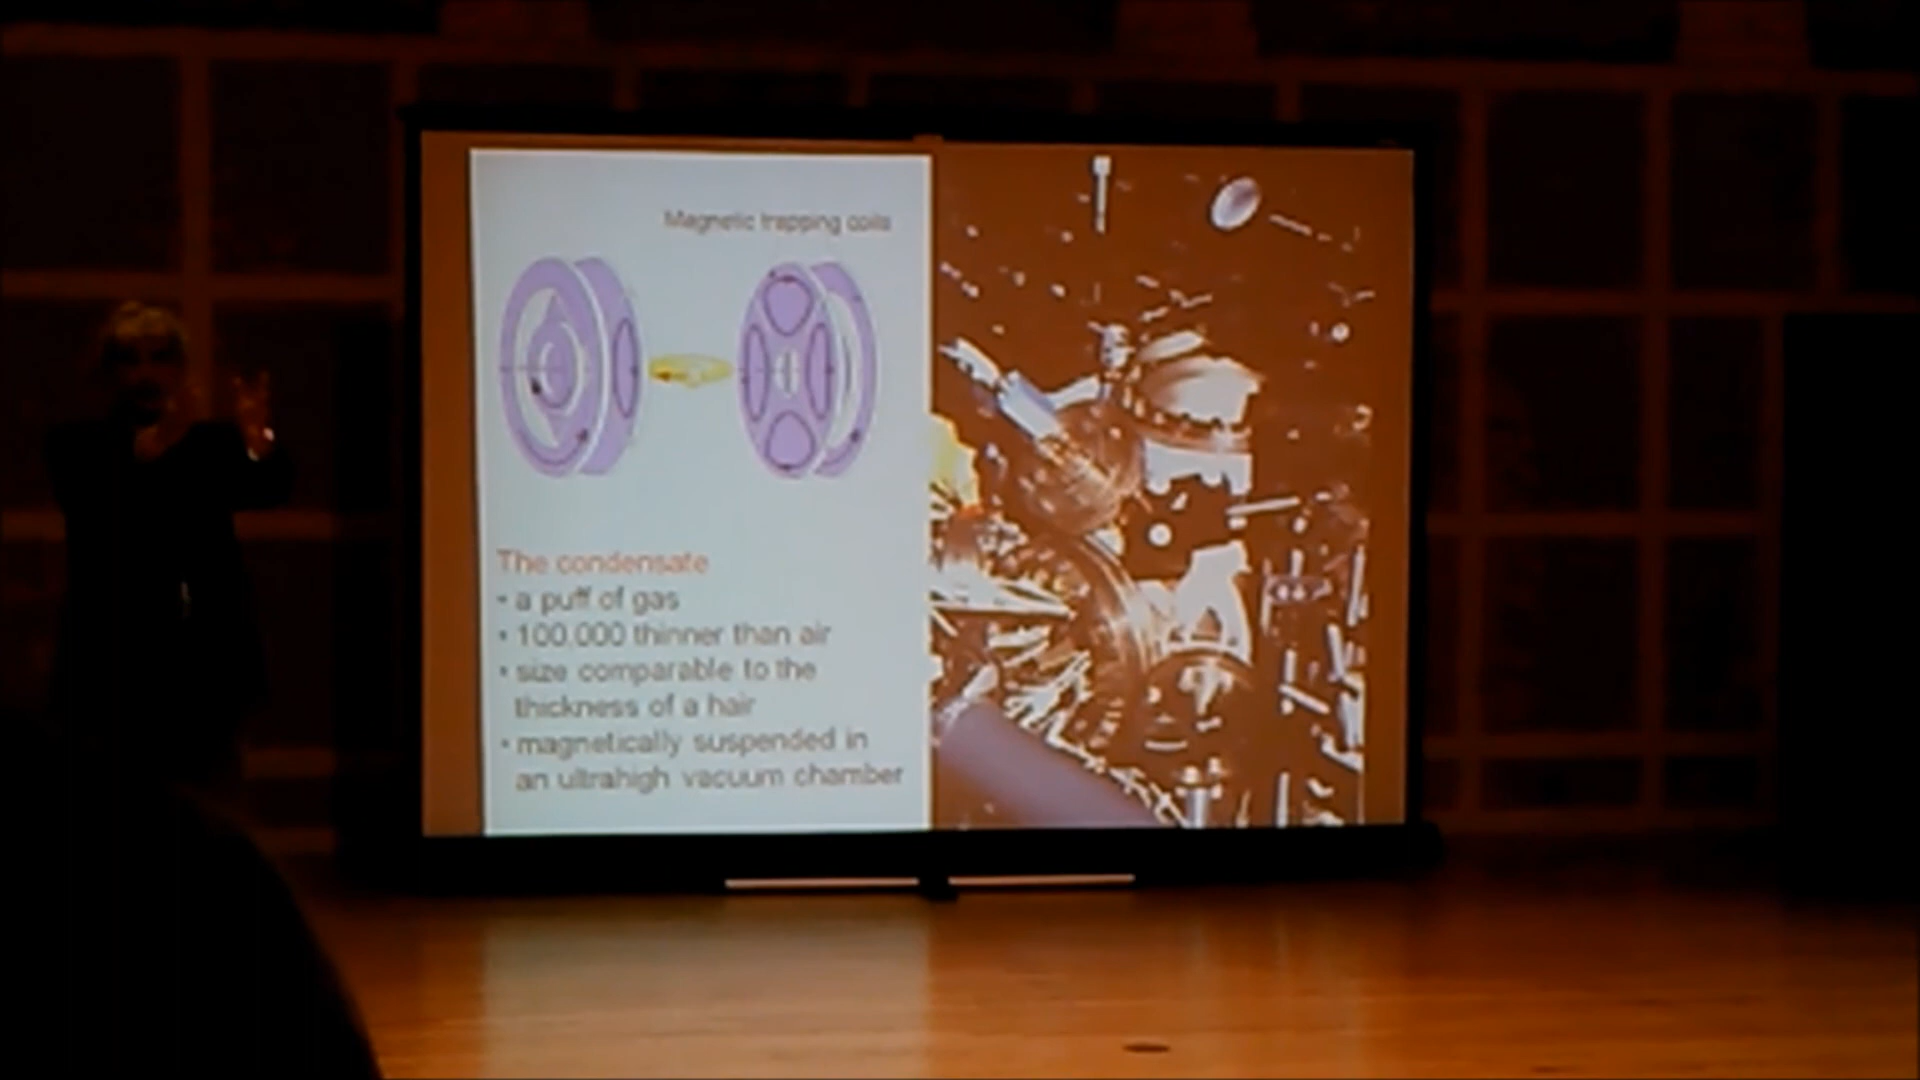 Magnetic trapping coils
The condensate
• a puff of gas
• 100.000 thinner than air
• size comparable to the
thickness of a hair
• magnetically suspended in
an ultrahigh vacuum chamber